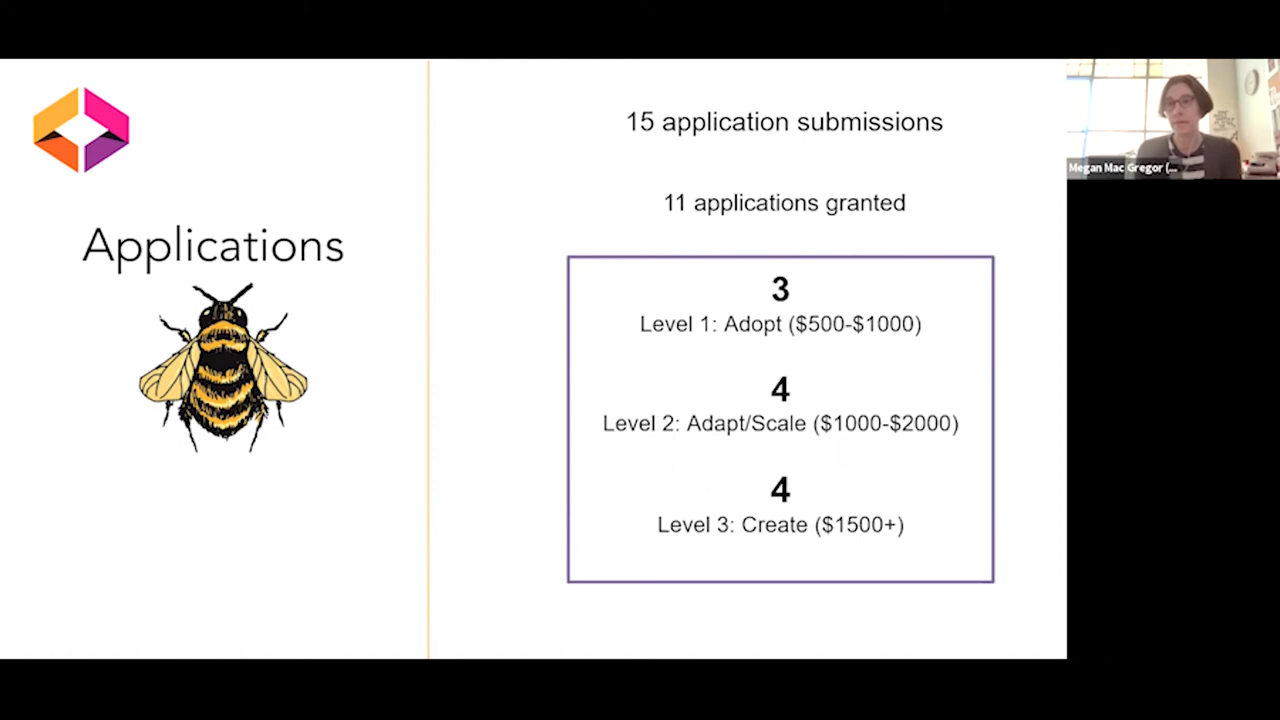 15 application submissions
Megan Mac Gregor (...
11 applications granted
Applications
3
Level 1: Adopt ($500-$1000)
4
Level 2: Adapt/Scale ($1000-$2000)
4
Level 3: Create ($1500+)